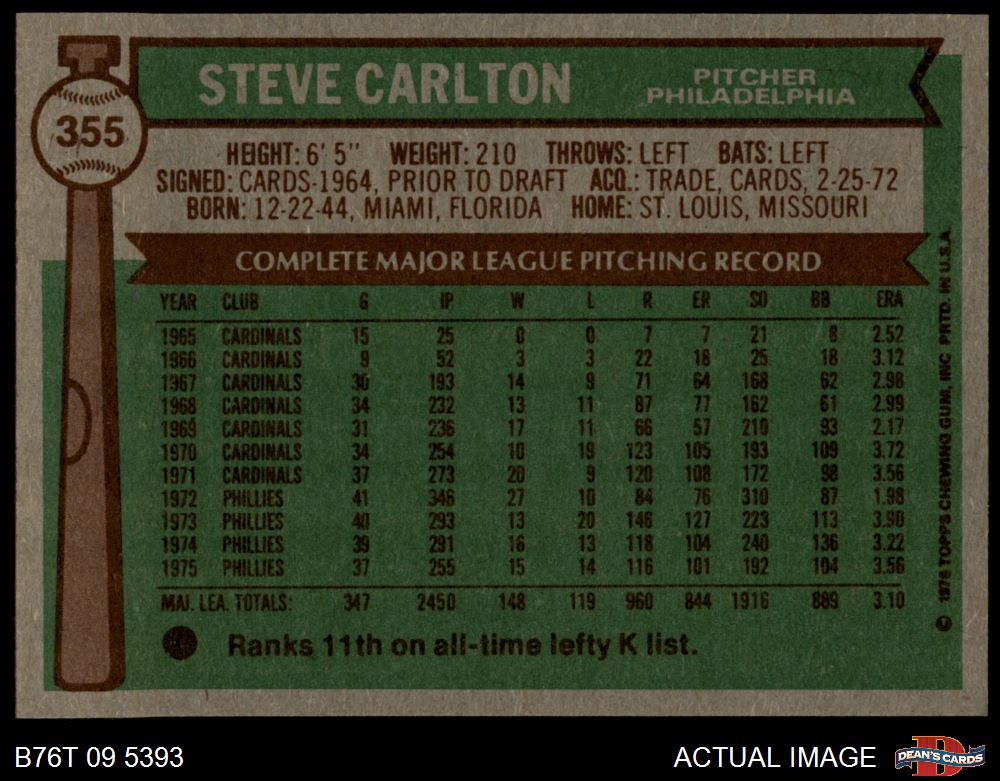 STEVE CARLTON
PITCHER
PHILADELPHIA
355
HEIGHT: 6' 5" WEIGHT: 210 THROWS: LEFT BATS: LEFT
SIGNED: CARDS-1964, PRIOR TO DRAFT ACQ.: TRADE, CARDS, 2-25-72
BORN: 12-22-44, MIAMI, FLORIDA HOME: ST. LOUIS, MISSOURI
COMPLETE MAJOR LEAGUE PITCHING RECORD
YEAR CLUB G IP W L R ER SO BB ERA
1965 CARDINALS 15 25 0 0 7 7 21 8 2.52
1966 CARDINALS 9 52 3 3 22 18 25 18 3.12
1967 CARDINALS 30 193 14 9 71 64 168 62 2.98
1968 CARDINALS 34 232 13 11 87 77 162 61 2.99
1969 CARDINALS 31 236 17 11 66 57 210 93 2.17
1970 CARDINALS 34 254 10 19 123 105 193 109 3.72
1971 CARDINALS 37 273 20 9 120 108 172 98 3.56
1972 PHILLIES 41 346 27 10 84 76 310 87 1.98
1973 PHILLIES 40 293 13 20 146 127 223 113 3.90
1974 PHILLIES 39 291 16 13 118 104 240 136 3.22
1975 PHILLIES 37 255 15 14 116 101 192 104 3.56
MAJ. LEA. TOTALS: 347 2450 148 119 960 844 1916 889 3.10
Ranks 11th on all-time lefty K list.
© 1976 TOPPS CHEWING GUM, INC PRTD. IN U.S.A.
B76T 09 5393
ACTUAL IMAGE
D
DEAN'S CARDS